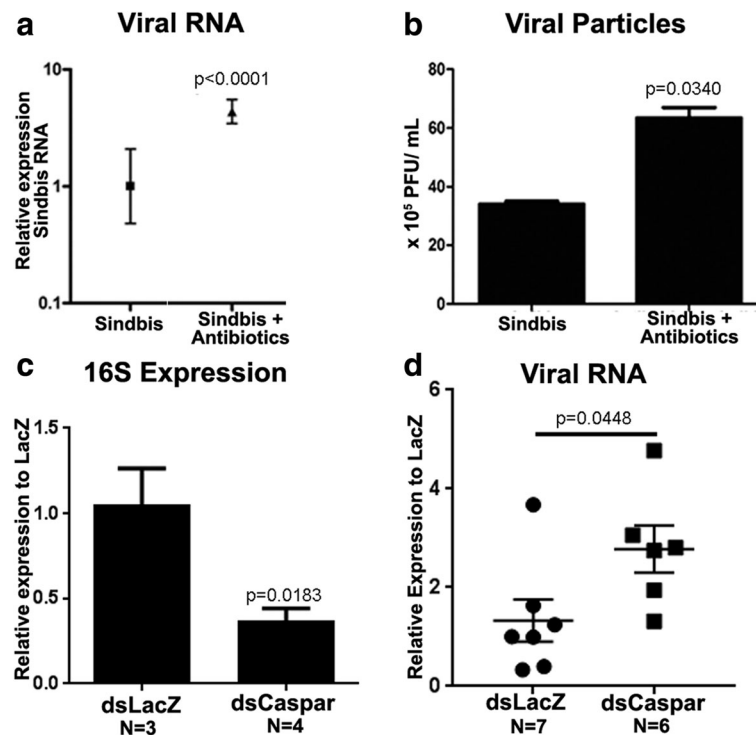 a
Viral RNA
Relative expression
Sindbis RNA
10
1
0.1
p<0.0001
Sindbis
Sindbis +
Antibiotics
b
Viral Particles
x 10⁵ PFU/ mL
80
60
40
20
0
p=0.0340
Sindbis
Sindbis +
Antibiotics
c
16S Expression
Relative expression to LacZ
1.5
1.0
0.5
0.0
p=0.0183
dsLacZ
N=3
dsCaspar
N=4
d
Viral RNA
Relative Expression to LacZ
6
4
2
0
p=0.0448
dsLacZ
N=7
dsCaspar
N=6